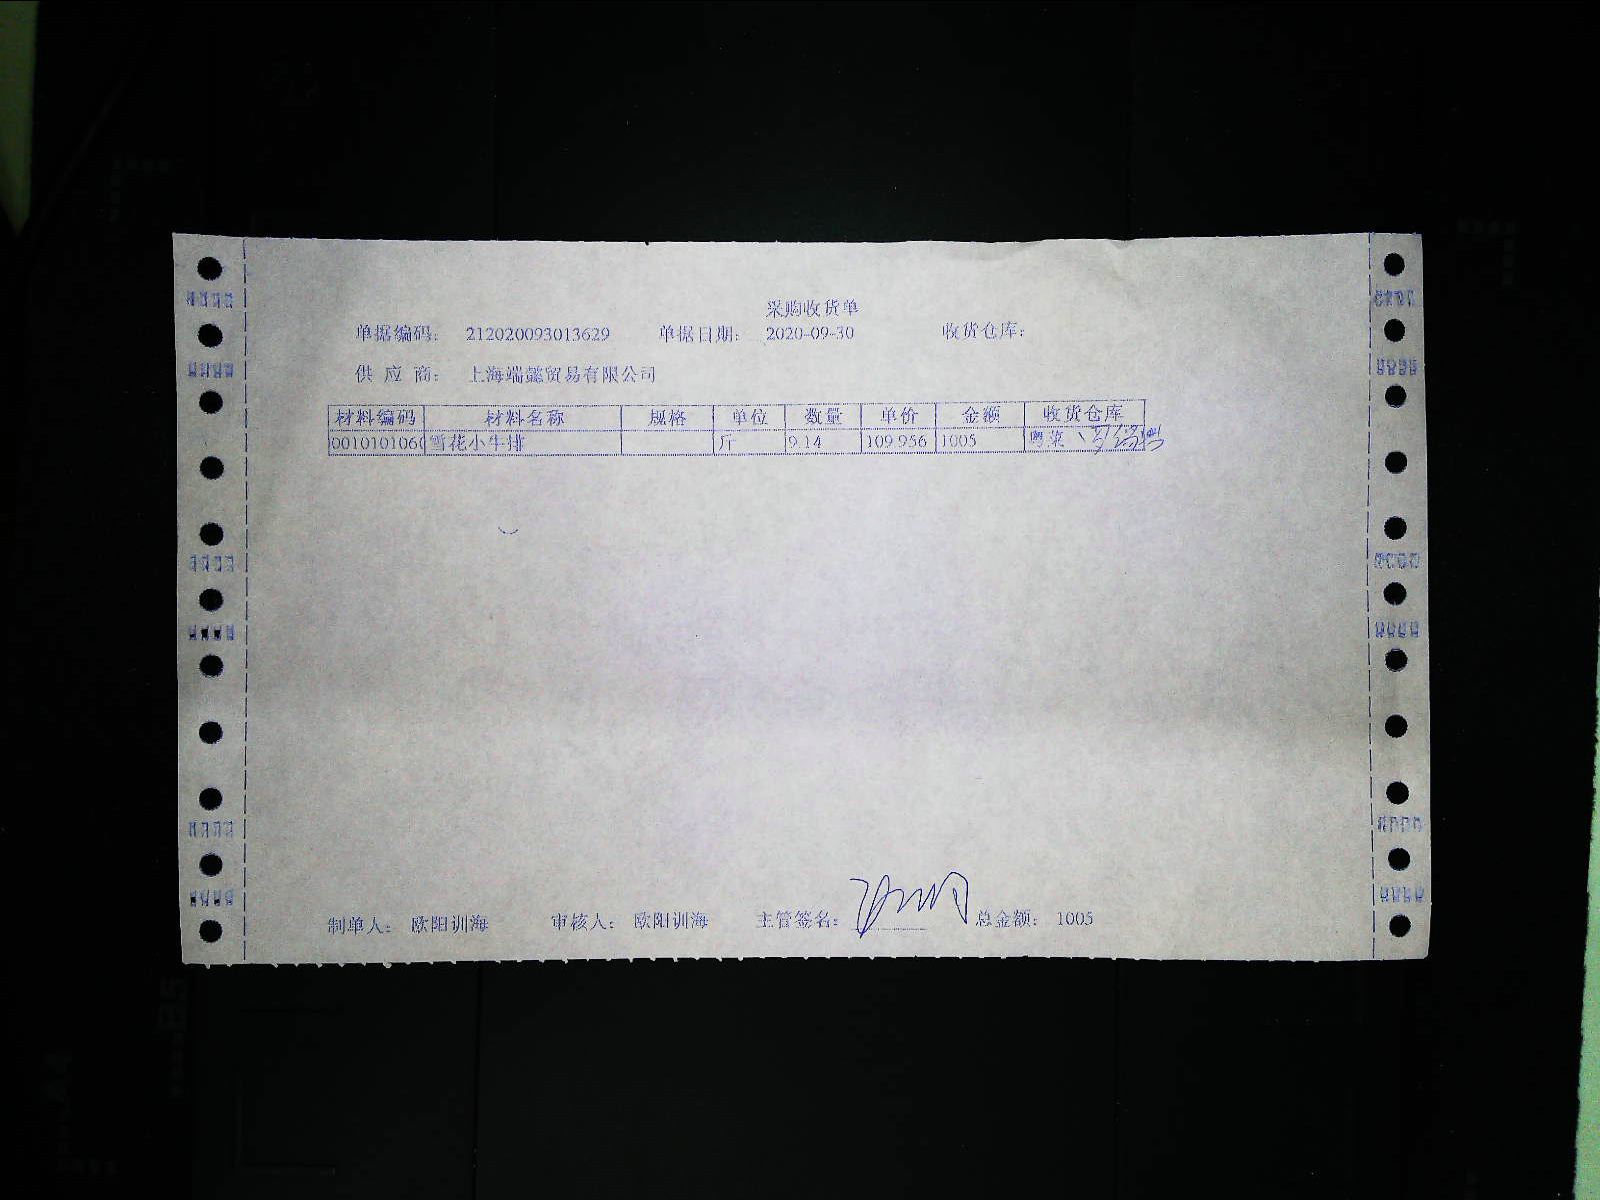 采购收货单
单据编码: 212020093013629 单据日期: 2020-09-30 收货仓库:
供应商: 上海端懿贸易有限公司
材料编码 材料名称 规格 单位 数量 单价 金额 收货仓库
0010101060 雪花小牛排 斤 9.14 109.956 1005 粤菜
制单人: 欧阳训海 审核人: 欧阳训海 主管签名: 总金额: 1005